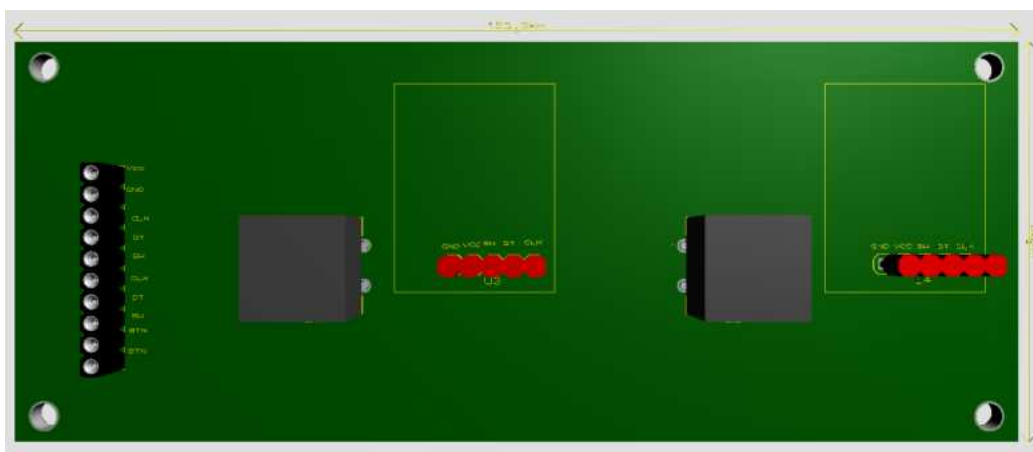 VCC
GND
CLK
DT
SW
CLK
DT
SW
BTN
BTN
GND VCC SW DT CLK
U3
GND VCC SW DT CLK